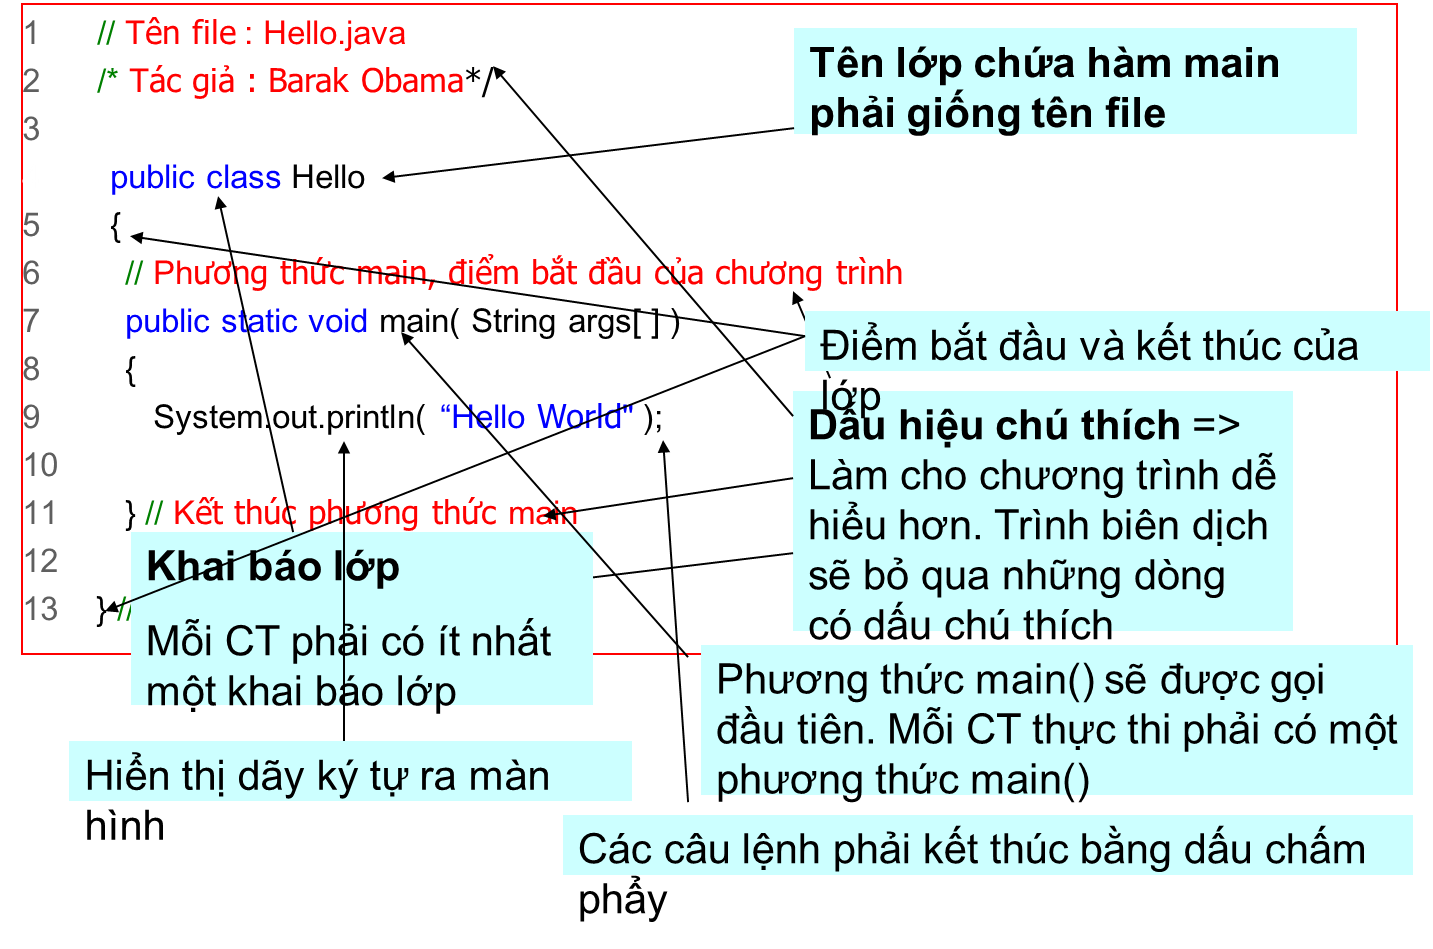 1 // Tên file : Hello.java
2 /* Tác giả : Barak Obama*/
3
public class Hello
5 {
6 // Phương thức main, điểm bắt đầu của chương trình
7 public static void main( String args[ ] )
8 {
9 System.out.println( “Hello World" );
10
11 } // Kết thúc phương thức main
12
13 } //
Tên lớp chứa hàm main
phải giống tên file
Điểm bắt đầu và kết thúc của
lớp
Dấu hiệu chú thích =>
Làm cho chương trình dễ
hiểu hơn. Trình biên dịch
sẽ bỏ qua những dòng
có dấu chú thích
Khai báo lớp
Mỗi CT phải có ít nhất
một khai báo lớp
Phương thức main() sẽ được gọi
đầu tiên. Mỗi CT thực thi phải có một
phương thức main()
Hiển thị dãy ký tự ra màn
hình
Các câu lệnh phải kết thúc bằng dấu chấm
phẩy